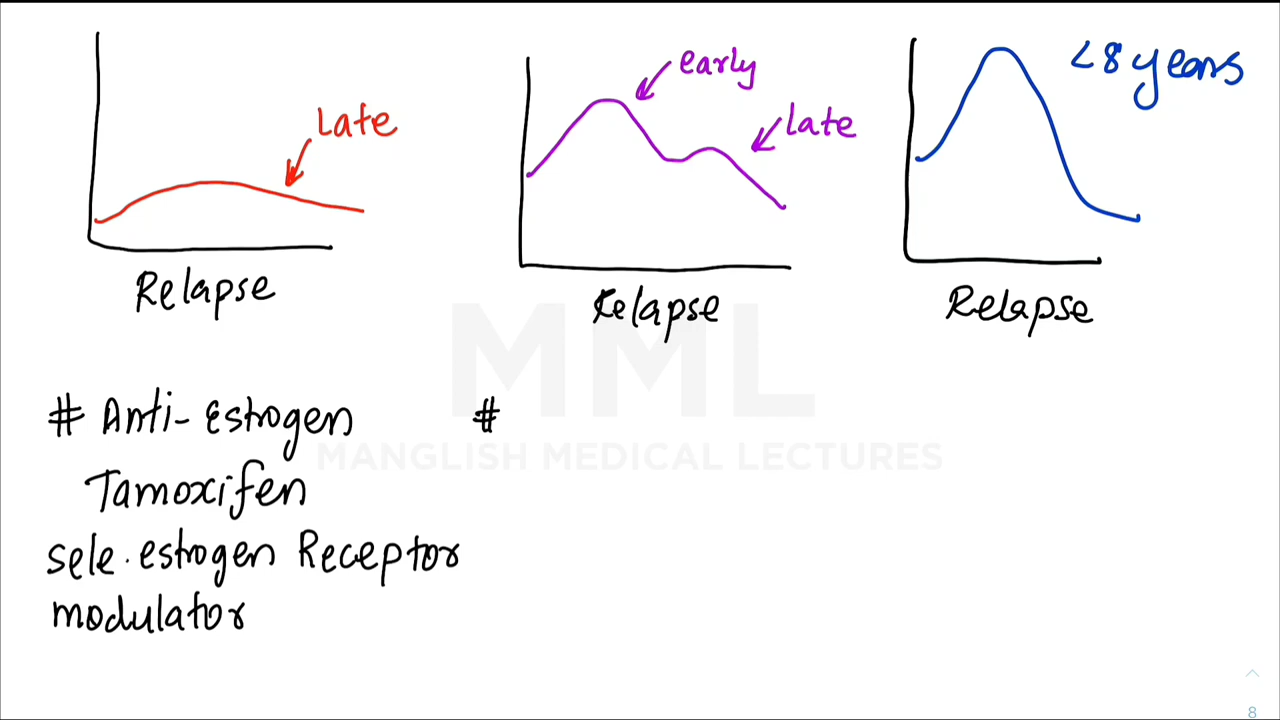 Late
Relapse
early
late
Relapse
<8 years
Relapse
# Anti-Estrogen
Tamoxifen
sele. estrogen Receptor
modulator
#
MML
MANGLISH MEDICAL LECTURES
8